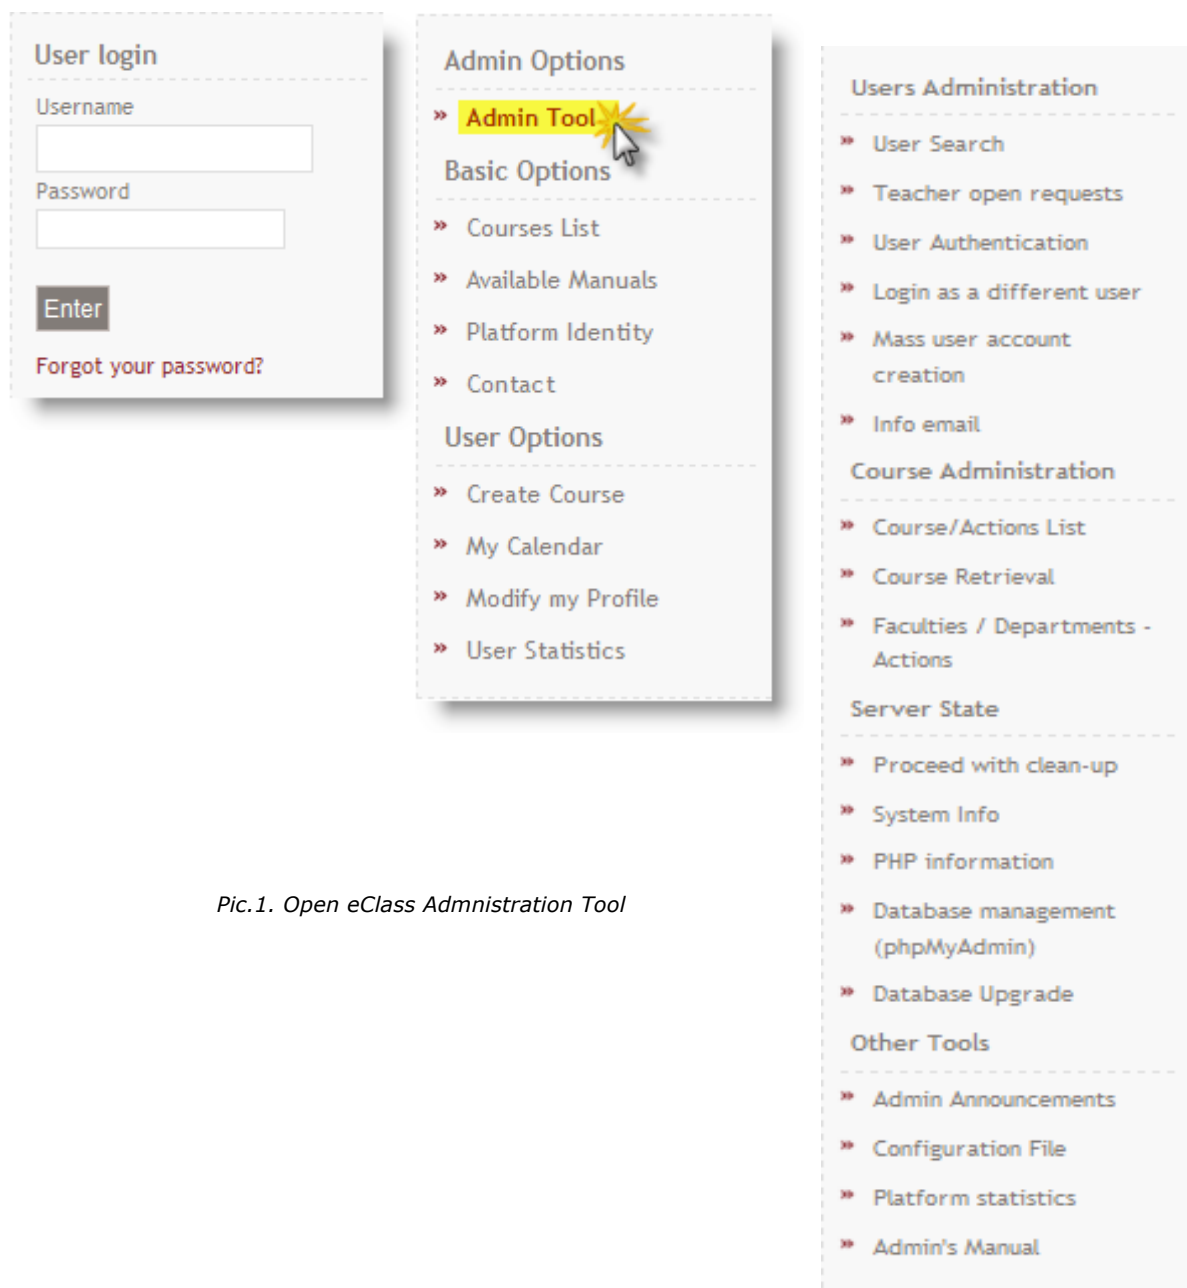 User login
Username
Password
Enter
Forgot your password?
Admin Options
» Admin Tool
Basic Options
» Courses List
» Available Manuals
» Platform Identity
» Contact
User Options
» Create Course
» My Calendar
» Modify my Profile
» User Statistics
Users Administration
» User Search
» Teacher open requests
» User Authentication
» Login as a different user
» Mass user account
creation
» Info email
Course Administration
» Course/Actions List
» Course Retrieval
» Faculties / Departments -
Actions
Server State
» Proceed with clean-up
» System Info
» PHP information
» Database management
(phpMyAdmin)
» Database Upgrade
Other Tools
» Admin Announcements
» Configuration File
» Platform statistics
» Admin's Manual
Pic.1. Open eClass Admnistration Tool